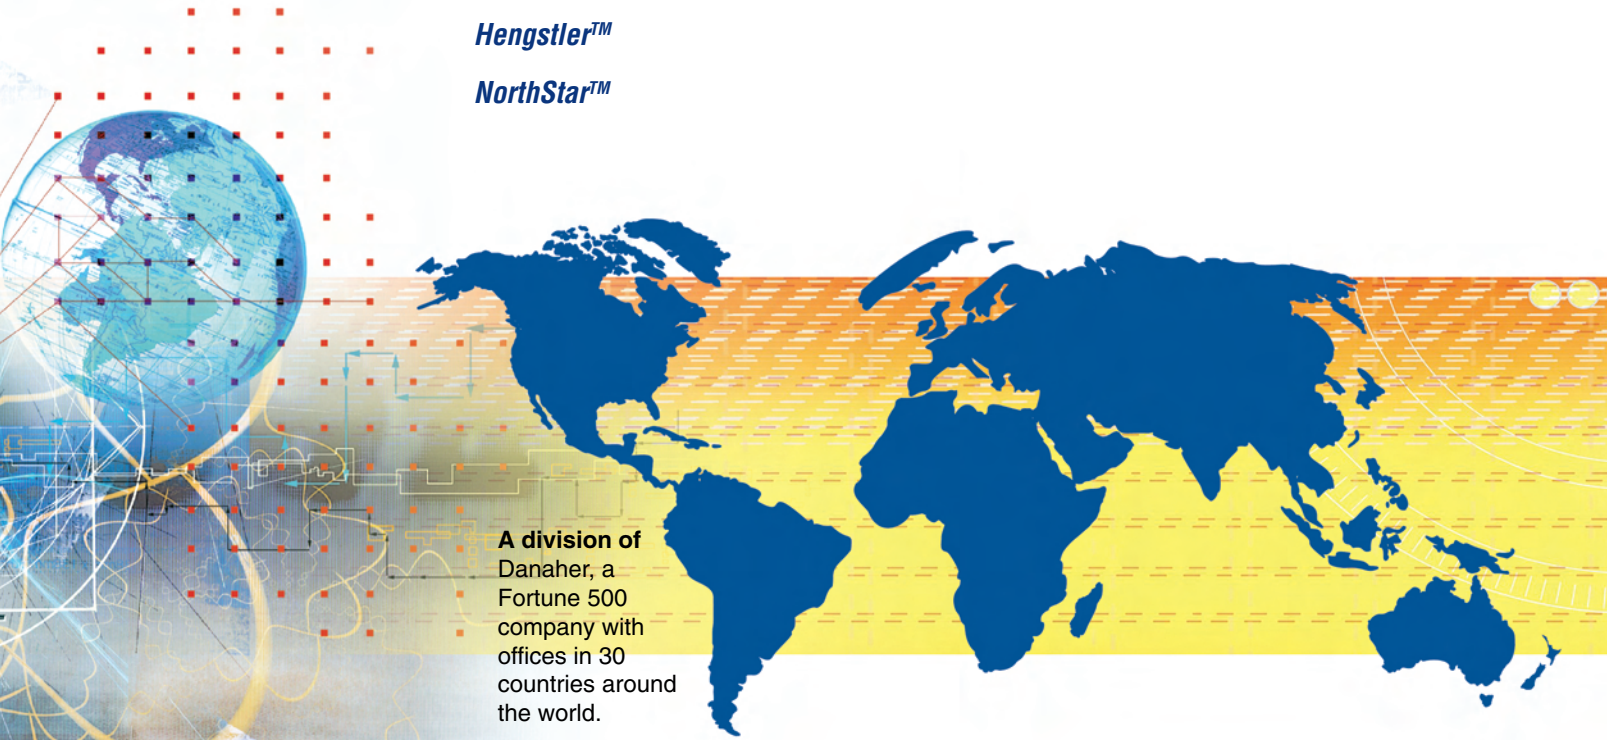 Hengstler™
NorthStar™
A division of
Danaher, a
Fortune 500
company with
offices in 30
countries around
the world.